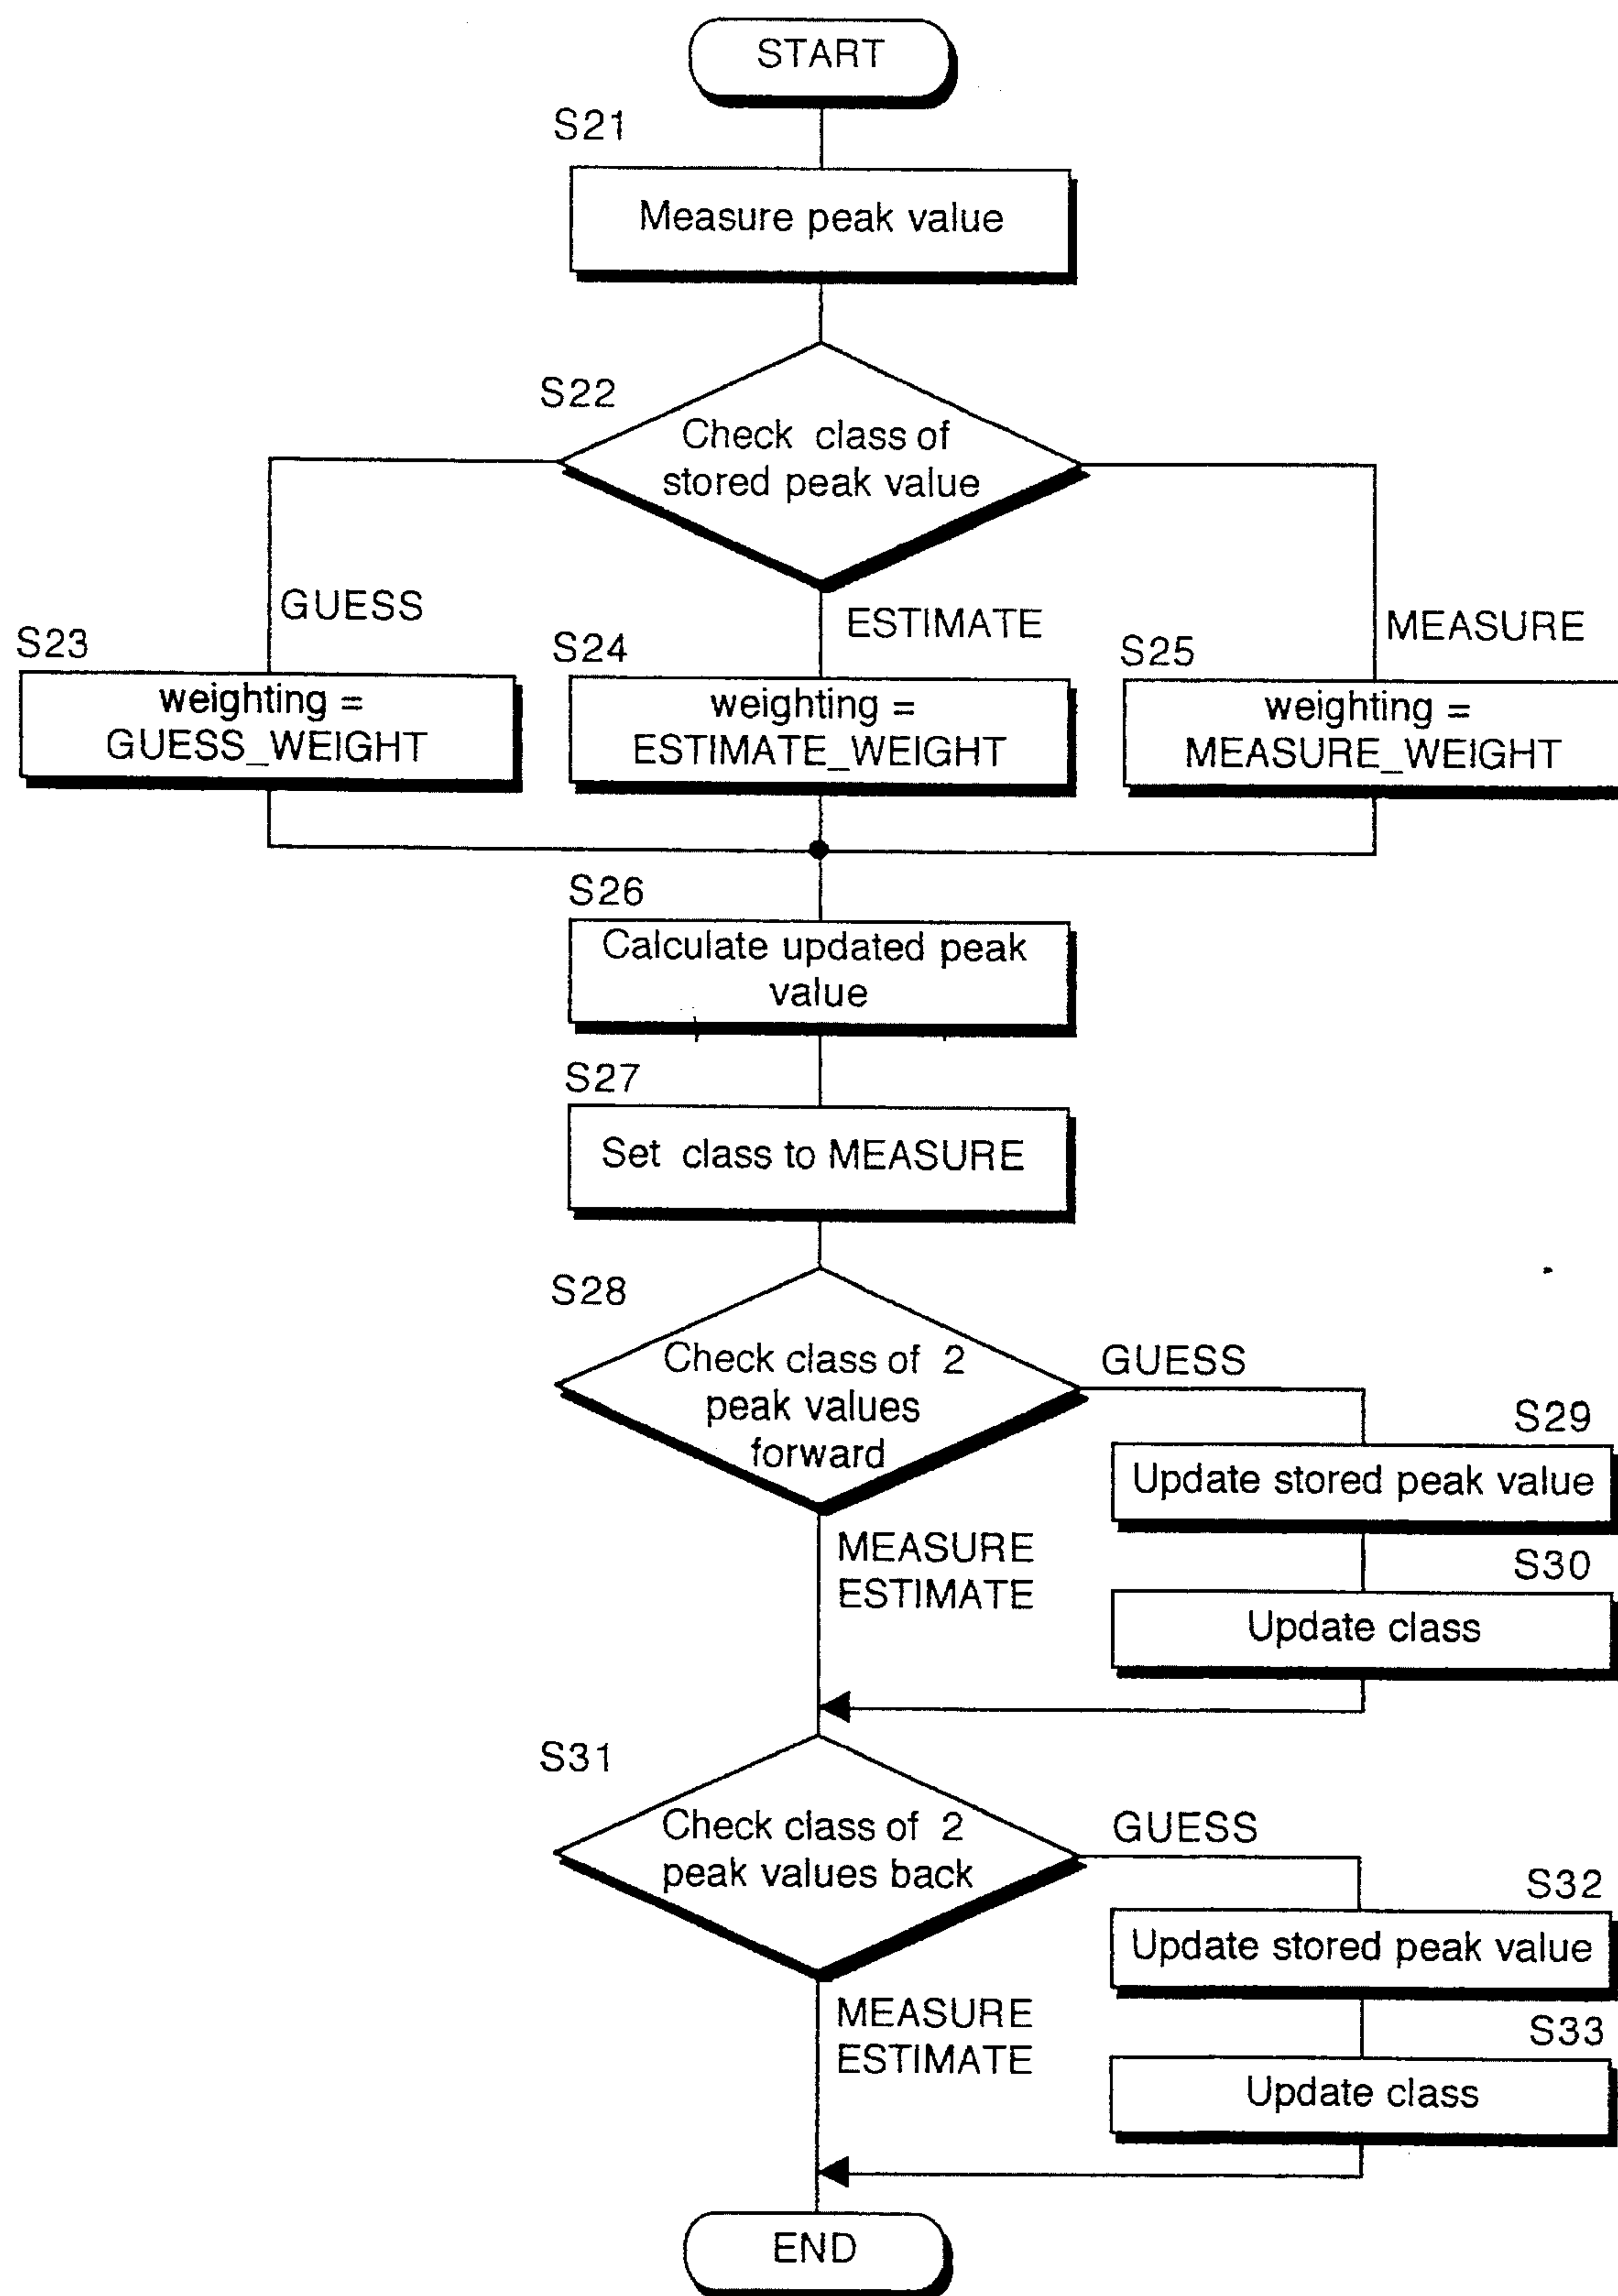 START
S21
Measure peak value
S22
Check class of
stored peak value
GUESS
ESTIMATE
MEASURE
S23
weighting =
GUESS_WEIGHT
S24
weighting =
ESTIMATE_WEIGHT
S25
weighting =
MEASURE_WEIGHT
S26
Calculate updated peak
value
S27
Set class to MEASURE
S28
Check class of 2
peak values
forward
GUESS
S29
Update stored peak value
MEASURE
ESTIMATE
S30
Update class
S31
Check class of 2
peak values back
GUESS
S32
Update stored peak value
MEASURE
ESTIMATE
S33
Update class
END